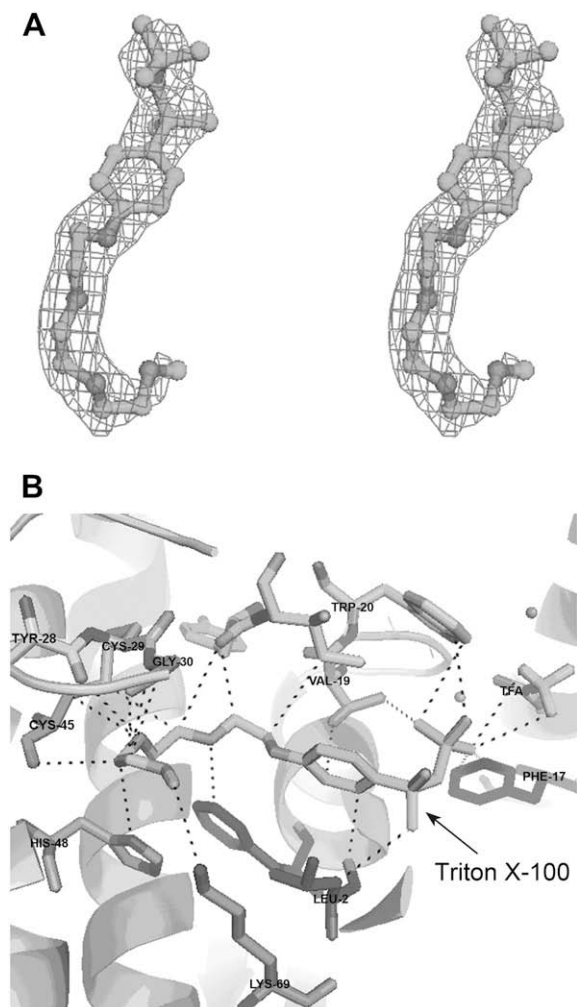 A
B
TRP-20
TYR-28
CYS-29
GLY-30
VAL-19
TFA
CYS-45
PHE-17
HIS-48
Triton X-100
LEU-2
LYS-69